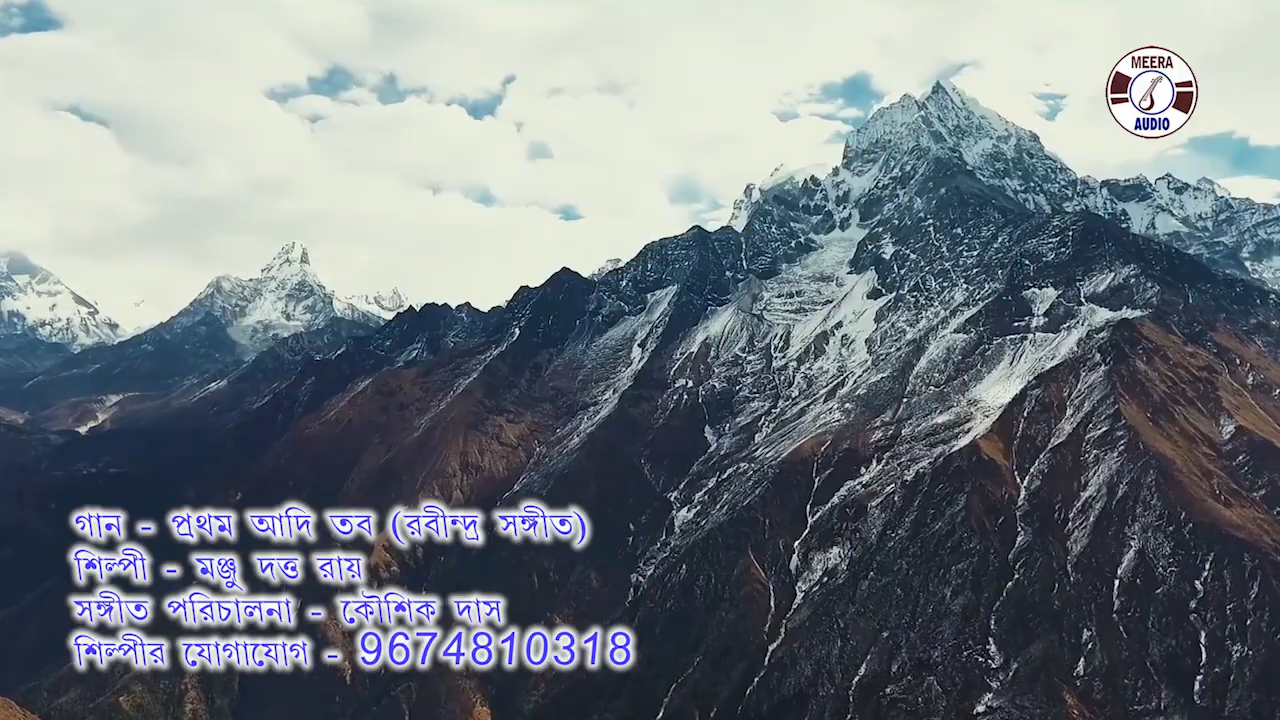 MEERA
AUDIO
গান - প্রথম আদি তব (রবীন্দ্র সঙ্গীত)
শিল্পী - মঞ্জু দত্ত রায়
সঙ্গীত পরিচালনা - কৌশিক দাস
শিল্পীর যোগাযোগ - 9674810318